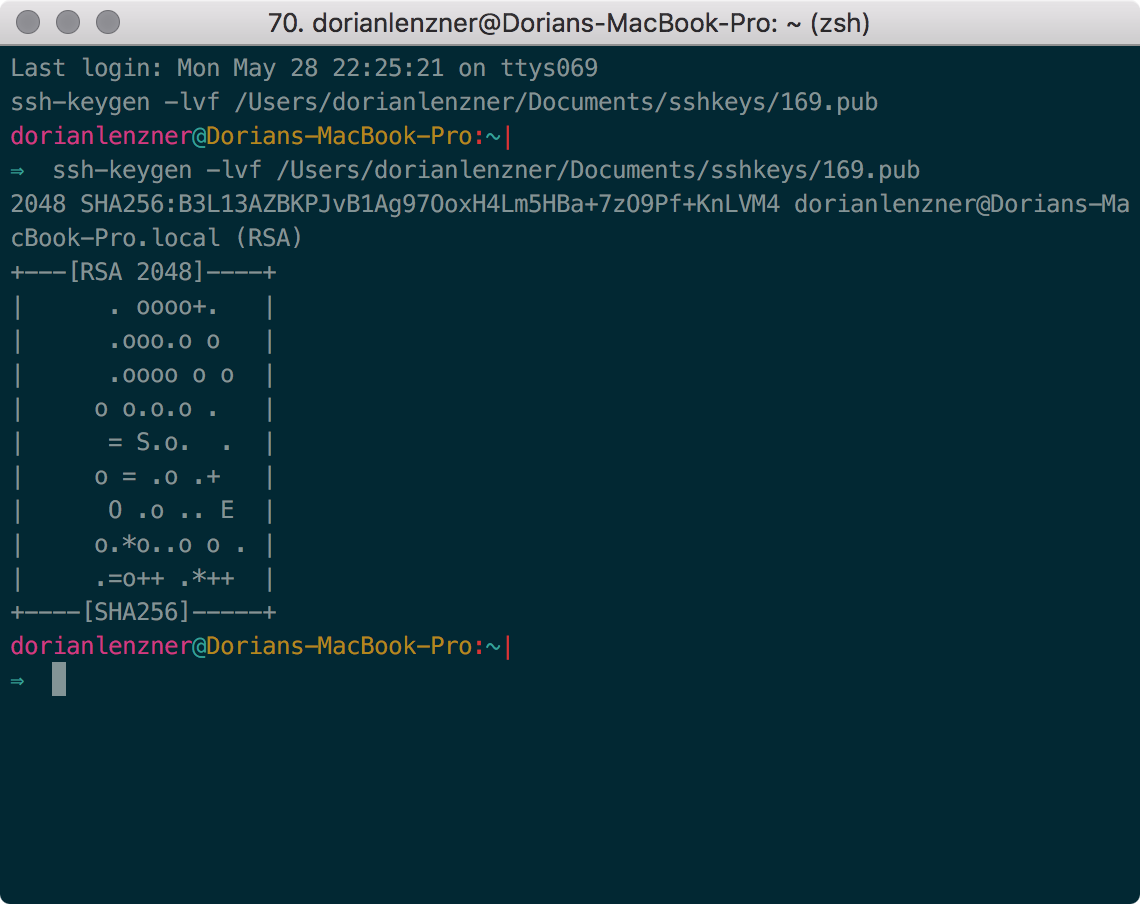 70. dorianlenzner@Dorians-MacBook-Pro: ~ (zsh)
Last login: Mon May 28 22:25:21 on ttys069
ssh-keygen -lvf /Users/dorianlenzner/Documents/sshkeys/169.pub
dorianlenzner@Dorians-MacBook-Pro:~|
⇒  ssh-keygen -lvf /Users/dorianlenzner/Documents/sshkeys/169.pub
2048 SHA256:B3L13AZBKPJvB1Ag97OoxH4Lm5HBa+7zO9Pf+KnLVM4 dorianlenzner@Dorians-Ma
cBook-Pro.local (RSA)
+---[RSA 2048]----+
|      . oooo+.   |
|      .ooo.o o   |
|      .oooo o o  |
|     o o.o.o .   |
|      = S.o.  .  |
|     o = .o .+   |
|      O .o .. E  |
|     o.*o..o o . |
|     .=o++ .*++  |
+----[SHA256]-----+
dorianlenzner@Dorians-MacBook-Pro:~|
⇒